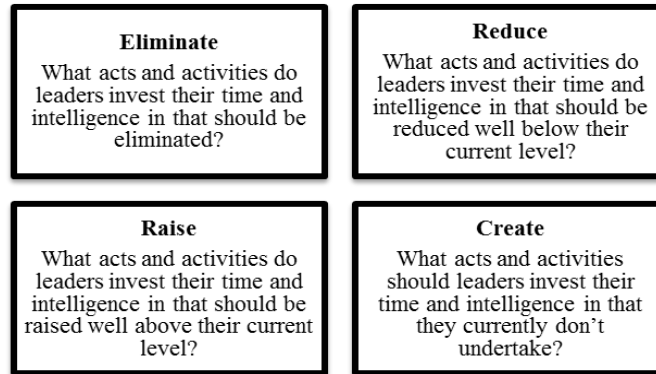 Eliminate
What acts and activities do
leaders invest their time and
intelligence in that should be
eliminated?
Reduce
What acts and activities do
leaders invest their time and
intelligence in that should be
reduced well below their
current level?
Raise
What acts and activities do
leaders invest their time and
intelligence in that should be
raised well above their current
level?
Create
What acts and activities
should leaders invest their
time and intelligence in that
they currently don’t
undertake?